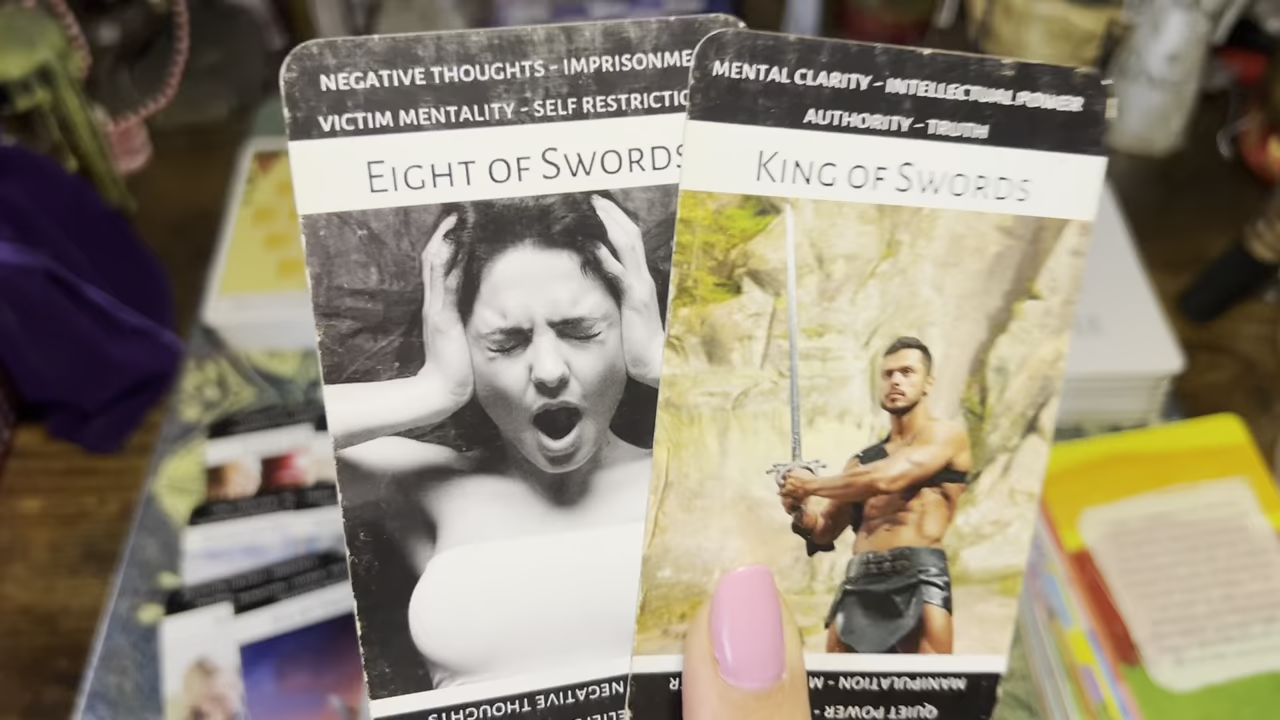 NEGATIVE THOUGHTS - IMPRISONME
VICTIM MENTALITY - SELF RESTRICTIO
EIGHT OF SWORDS
NEGATIVE THOUGHTS
MENTAL CLARITY - INTELLECTUAL POWER
AUTHORITY - TRUTH
KING OF SWORDS
MANIPULATION - M
QUIET POWER -